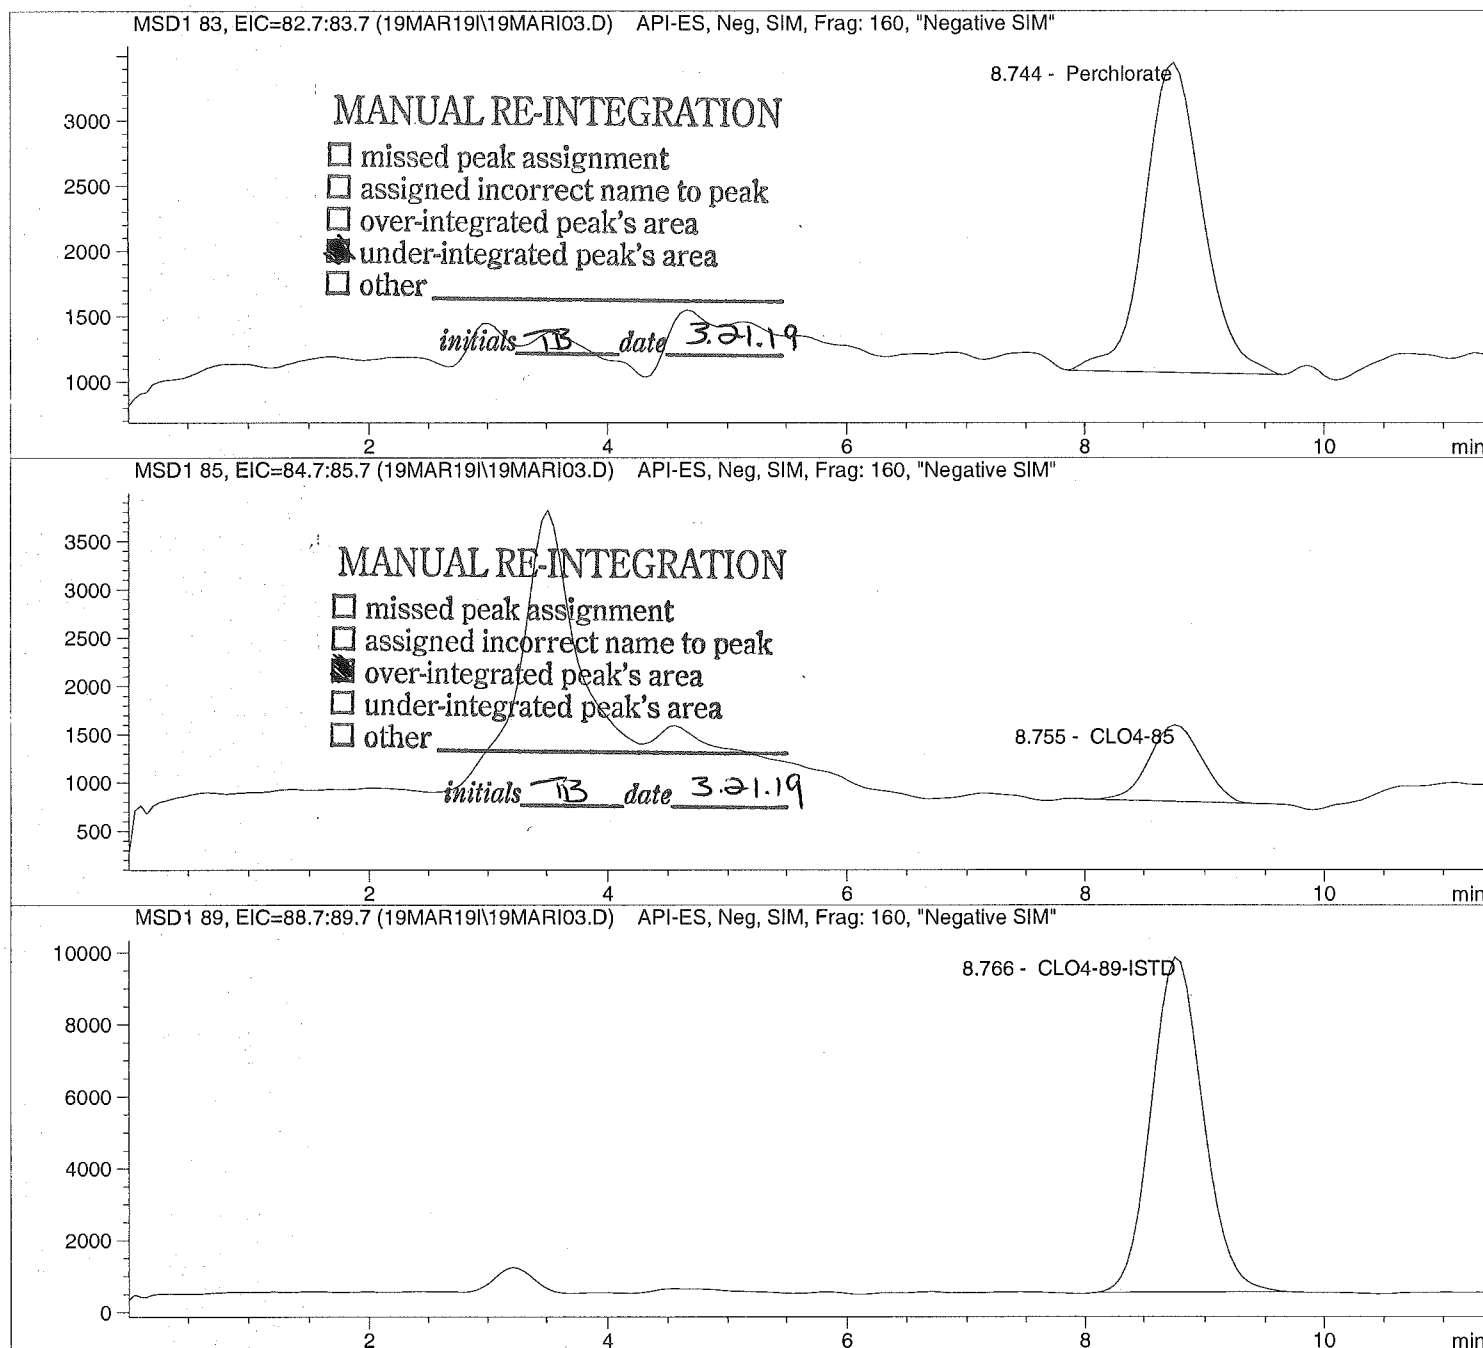 MSD1 83, EIC=82.7:83.7 (19MAR19I\19MARI03.D) API-ES, Neg, SIM, Frag: 160, "Negative SIM"
8.744 - Perchlorate
MANUAL RE-INTEGRATION
missed peak assignment
assigned incorrect name to peak
over-integrated peak's area
under-integrated peak's area
other
initials TB date 3.21.19
3000
2500
2000
1500
1000
2 4 6 8 10 min
MSD1 85, EIC=84.7:85.7 (19MAR19I\19MARI03.D) API-ES, Neg, SIM, Frag: 160, "Negative SIM"
MANUAL RE-INTEGRATION
missed peak assignment
assigned incorrect name to peak
over-integrated peak's area
under-integrated peak's area
other
initials TB date 3.21.19
8.755 - CLO4-85
3500
3000
2500
2000
1500
1000
500
2 4 6 8 10 min
MSD1 89, EIC=88.7:89.7 (19MAR19I\19MARI03.D) API-ES, Neg, SIM, Frag: 160, "Negative SIM"
8.766 - CLO4-89-ISTD
10000
8000
6000
4000
2000
0
2 4 6 8 10 min